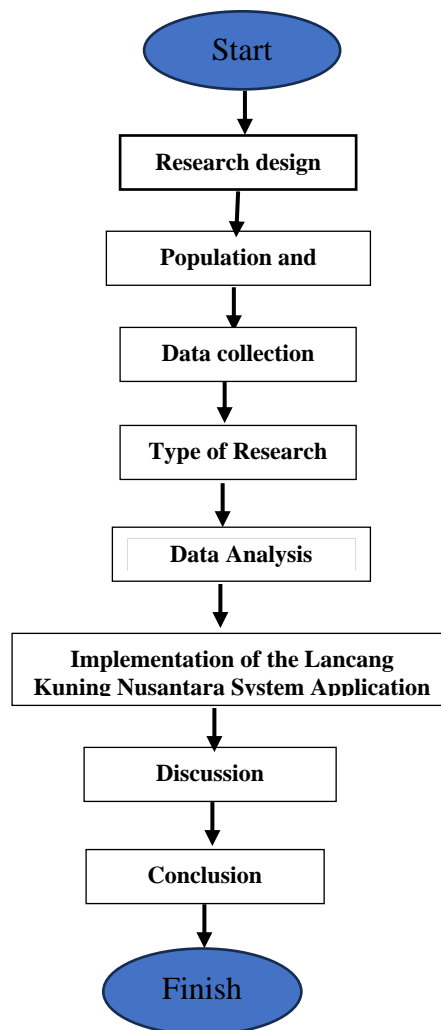 Start
Research design
Population and
Data collection
Type of Research
Data Analysis
Implementation of the Lancang
Kuning Nusantara System Application
Discussion
Conclusion
Finish